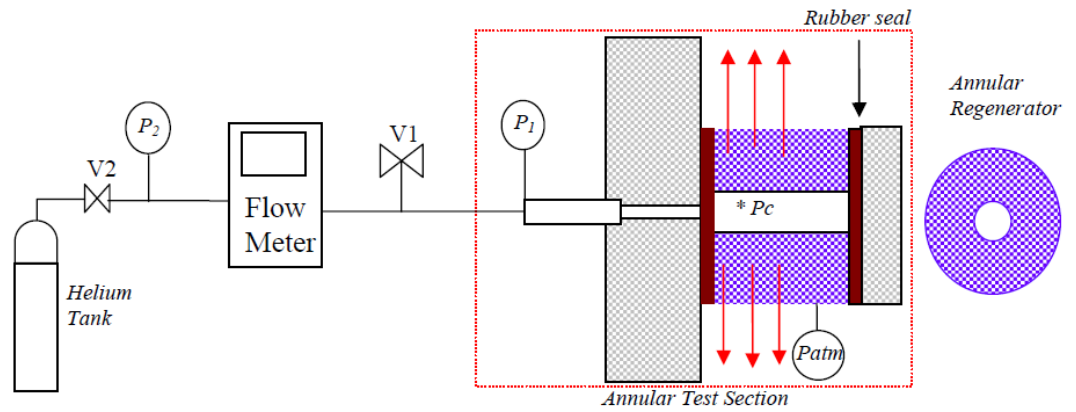 Rubber seal
Annular
Regenerator
P2
V1
P1
V2
* Pc
Flow
Meter
Helium
Tank
Patm
Annular Test Section